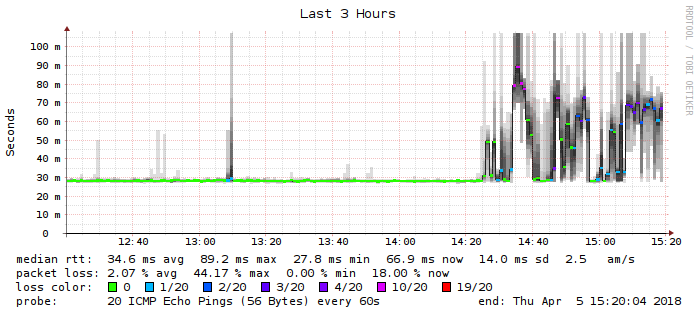 Last 3 Hours
RRDTOOL / TOBI OETIKER
Seconds
100 m
90 m
80 m
70 m
60 m
50 m
40 m
30 m
20 m
10 m
0
12:40 13:00 13:20 13:40 14:00 14:20 14:40 15:00 15:20
median rtt: 34.6 ms avg 89.2 ms max 27.8 ms min 66.9 ms now 14.0 ms sd 2.5 am/s
packet loss: 2.07 % avg 44.17 % max 0.00 % min 18.00 % now
loss color: 0 1/20 2/20 3/20 4/20 10/20 19/20
probe: 20 ICMP Echo Pings (56 Bytes) every 60s end: Thu Apr 5 15:20:04 2018